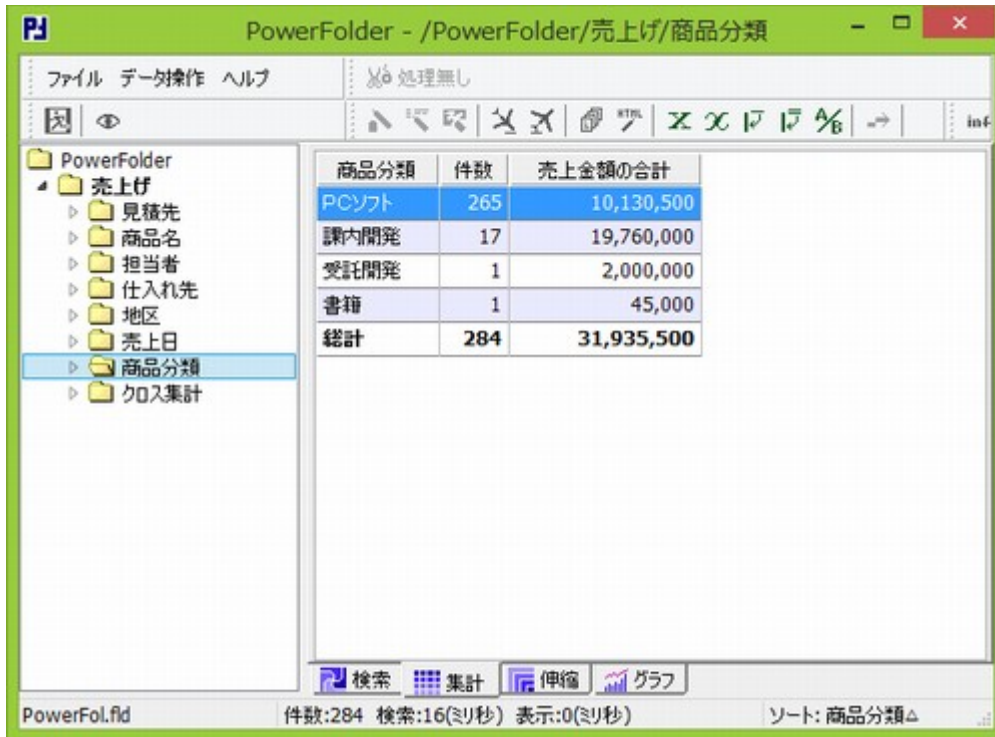 PowerFolder - /PowerFolder/売上げ/商品分類
ファイル データ操作 ヘルプ
処理無し
PowerFolder
売上げ
見積先
商品名
担当者
仕入れ先
地区
売上日
商品分類
クロス集計
商品分類 件数 売上金額の合計
PCソフト 265 10,130,500
課内開発 17 19,760,000
受託開発 1 2,000,000
書籍 1 45,000
総計 284 31,935,500
検索 集計 伸縮 グラフ
PowerFol.fld 件数:284 検索:16(ミリ秒) 表示:0(ミリ秒) ソート: 商品分類△